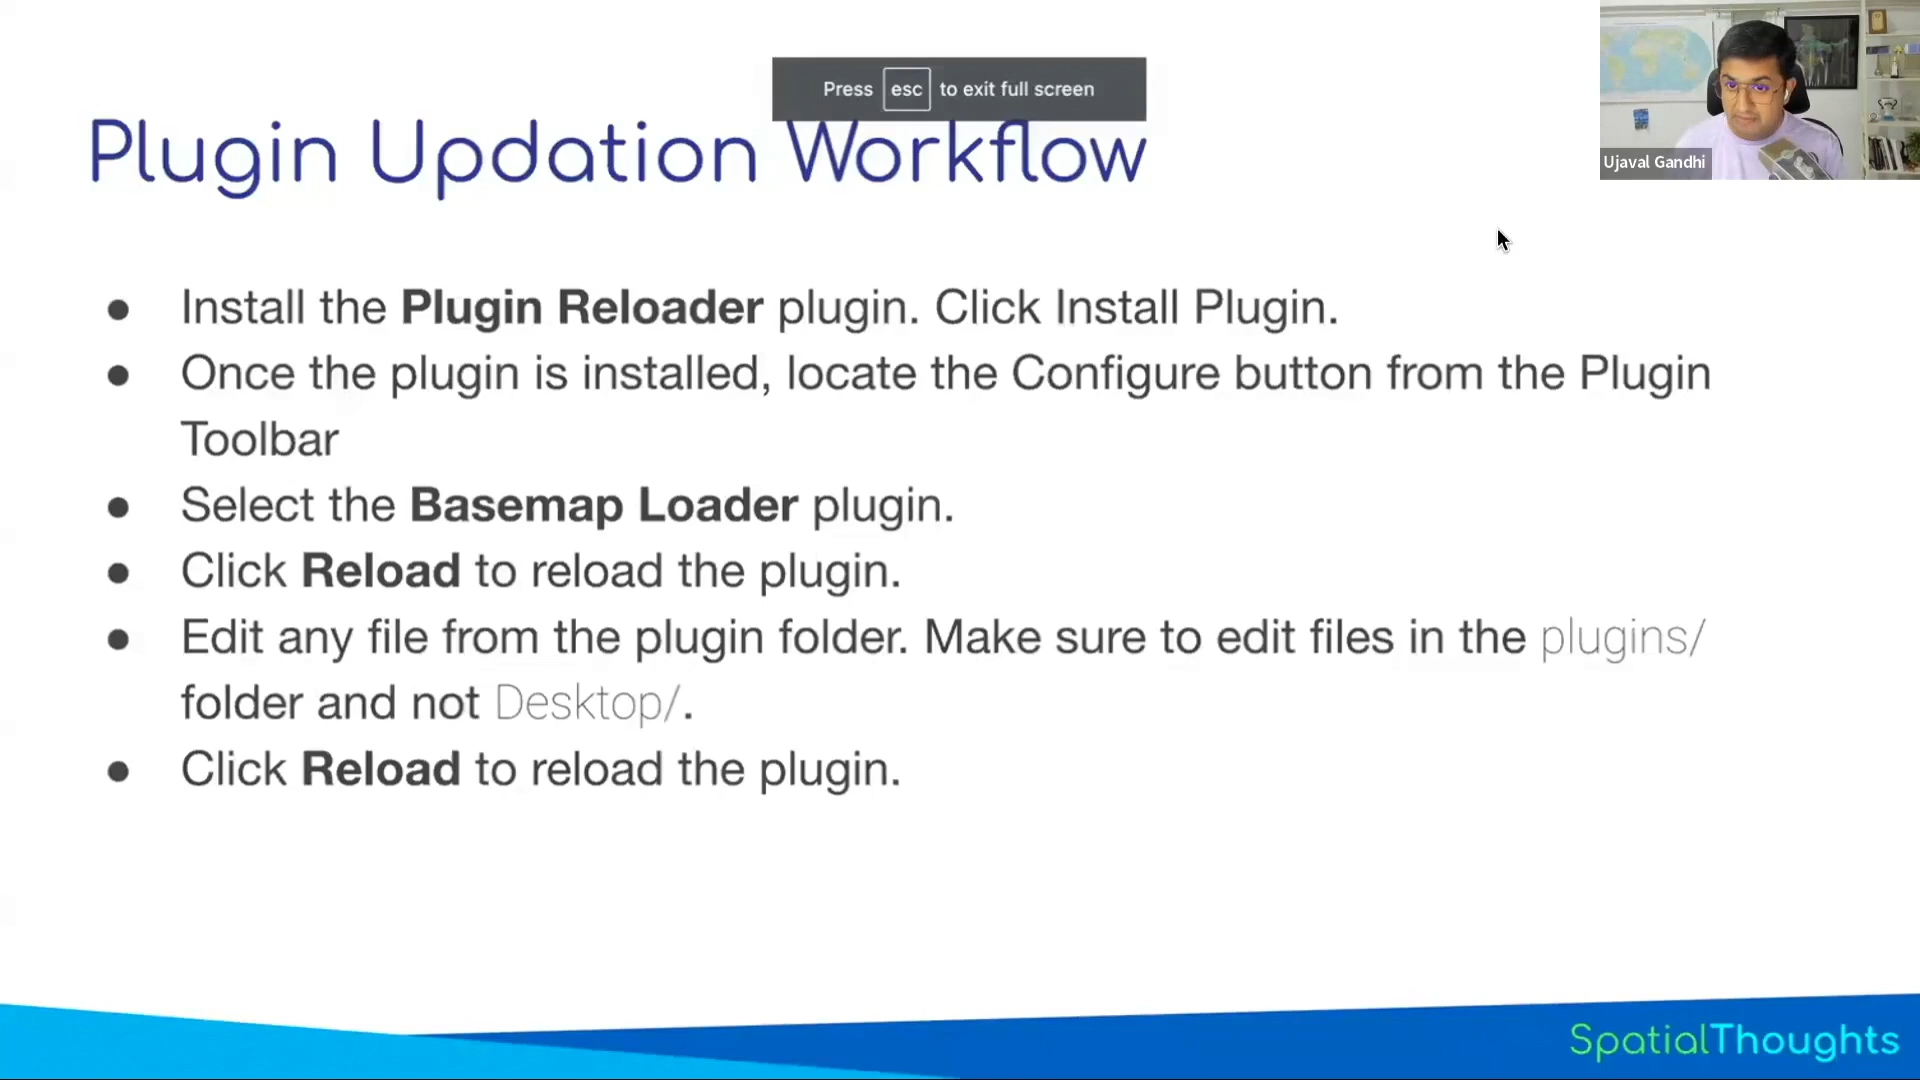 Press esc to exit full screen
Ujaval Gandhi
Plugin Updation Workflow
● Install the Plugin Reloader plugin. Click Install Plugin.
● Once the plugin is installed, locate the Configure button from the Plugin
Toolbar
● Select the Basemap Loader plugin.
● Click Reload to reload the plugin.
● Edit any file from the plugin folder. Make sure to edit files in the plugins/
folder and not Desktop/.
● Click Reload to reload the plugin.
SpatialThoughts